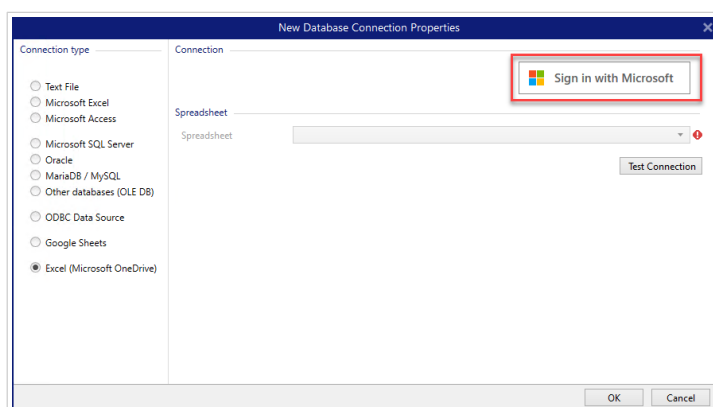 New Database Connection Properties
Connection type
Connection
Text File
Microsoft Excel
Microsoft Access
Microsoft SQL Server
Oracle
MariaDB / MySQL
Other databases (OLE DB)
ODBC Data Source
Google Sheets
Excel (Microsoft OneDrive)
Sign in with Microsoft
Spreadsheet
Spreadsheet
Test Connection
OK Cancel